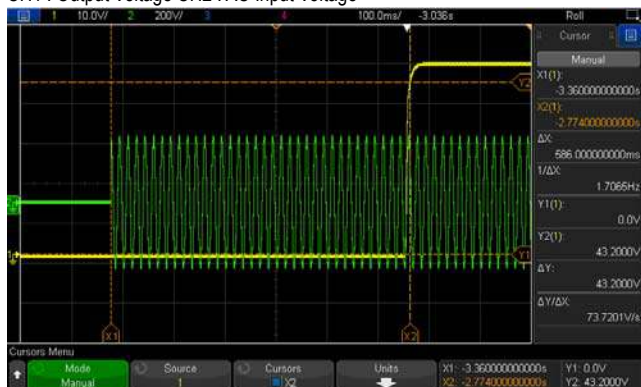 CH1 : Output Voltage CH2 : AC Input Voltage
1 10.0V/ 2 200V/ 3 4 100.0ms/ -3.036s Roll
Cursor
Manual
X1(1):
-3.360000000000s
X2(1):
-2.774000000000s
ΔX:
586.000000000ms
1/ΔX:
1.7065Hz
Y1(1):
0.0V
Y2(1):
43.2000V
ΔY:
43.2000V
ΔY/ΔX:
73.7201V/s
Y2
Y1
X1 X2
Cursors Menu
Mode Source Cursors Units X1: -3.360000000000s Y1: 0.0V
Manual 1 X2 X2: -2.774000000000s Y2: 43.2000V